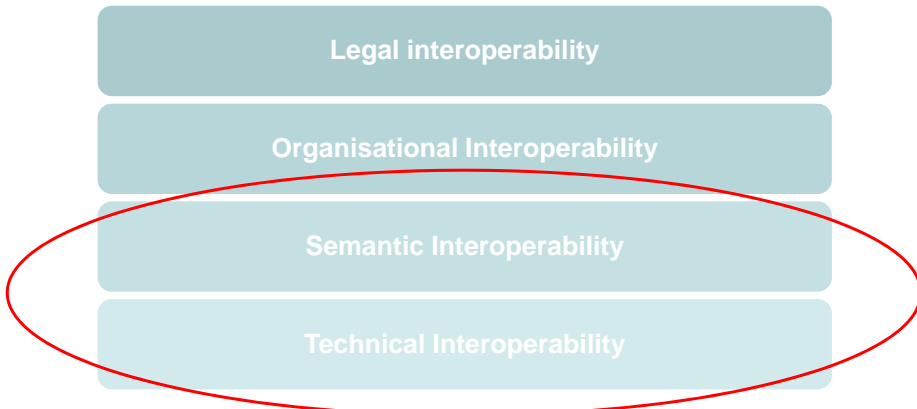 Legal interoperability
Organisational Interoperability
Semantic Interoperability
Technical Interoperability